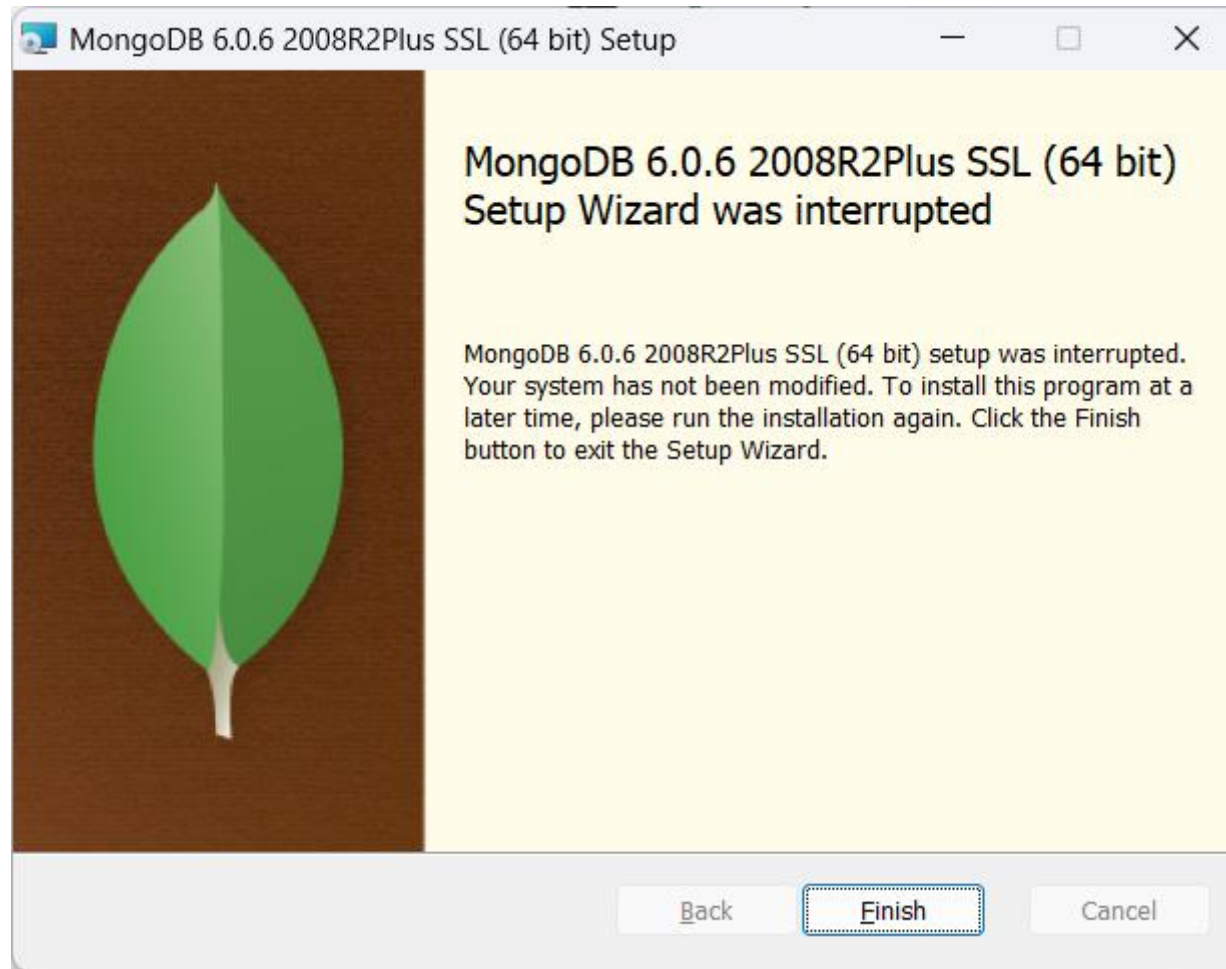 MongoDB 6.0.6 2008R2Plus SSL (64 bit) Setup
MongoDB 6.0.6 2008R2Plus SSL (64 bit)
Setup Wizard was interrupted
MongoDB 6.0.6 2008R2Plus SSL (64 bit) setup was interrupted.
Your system has not been modified. To install this program at a
later time, please run the installation again. Click the Finish
button to exit the Setup Wizard.
Back
Finish
Cancel